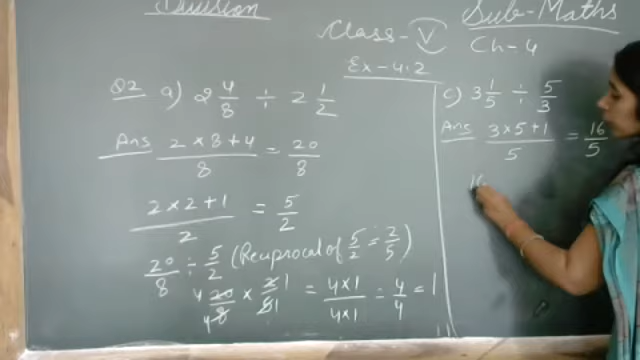 Division
Class-V
Sub-Maths
Ch-4
Ex-4.2
Q2 a) 2 4/8 ÷ 2 1/2
Ans 2×8+4/8 = 20/8
2×2+1/2 = 5/2
20/8 ÷ 5/2 (Reciprocal of 5/2 = 2/5)
4 20/4 8 × 2 1/5 1 = 4×1/4×1 = 4/4 = 1
c) 3 1/5 ÷ 5/3
Ans 3×5+1/5 = 16/5
16